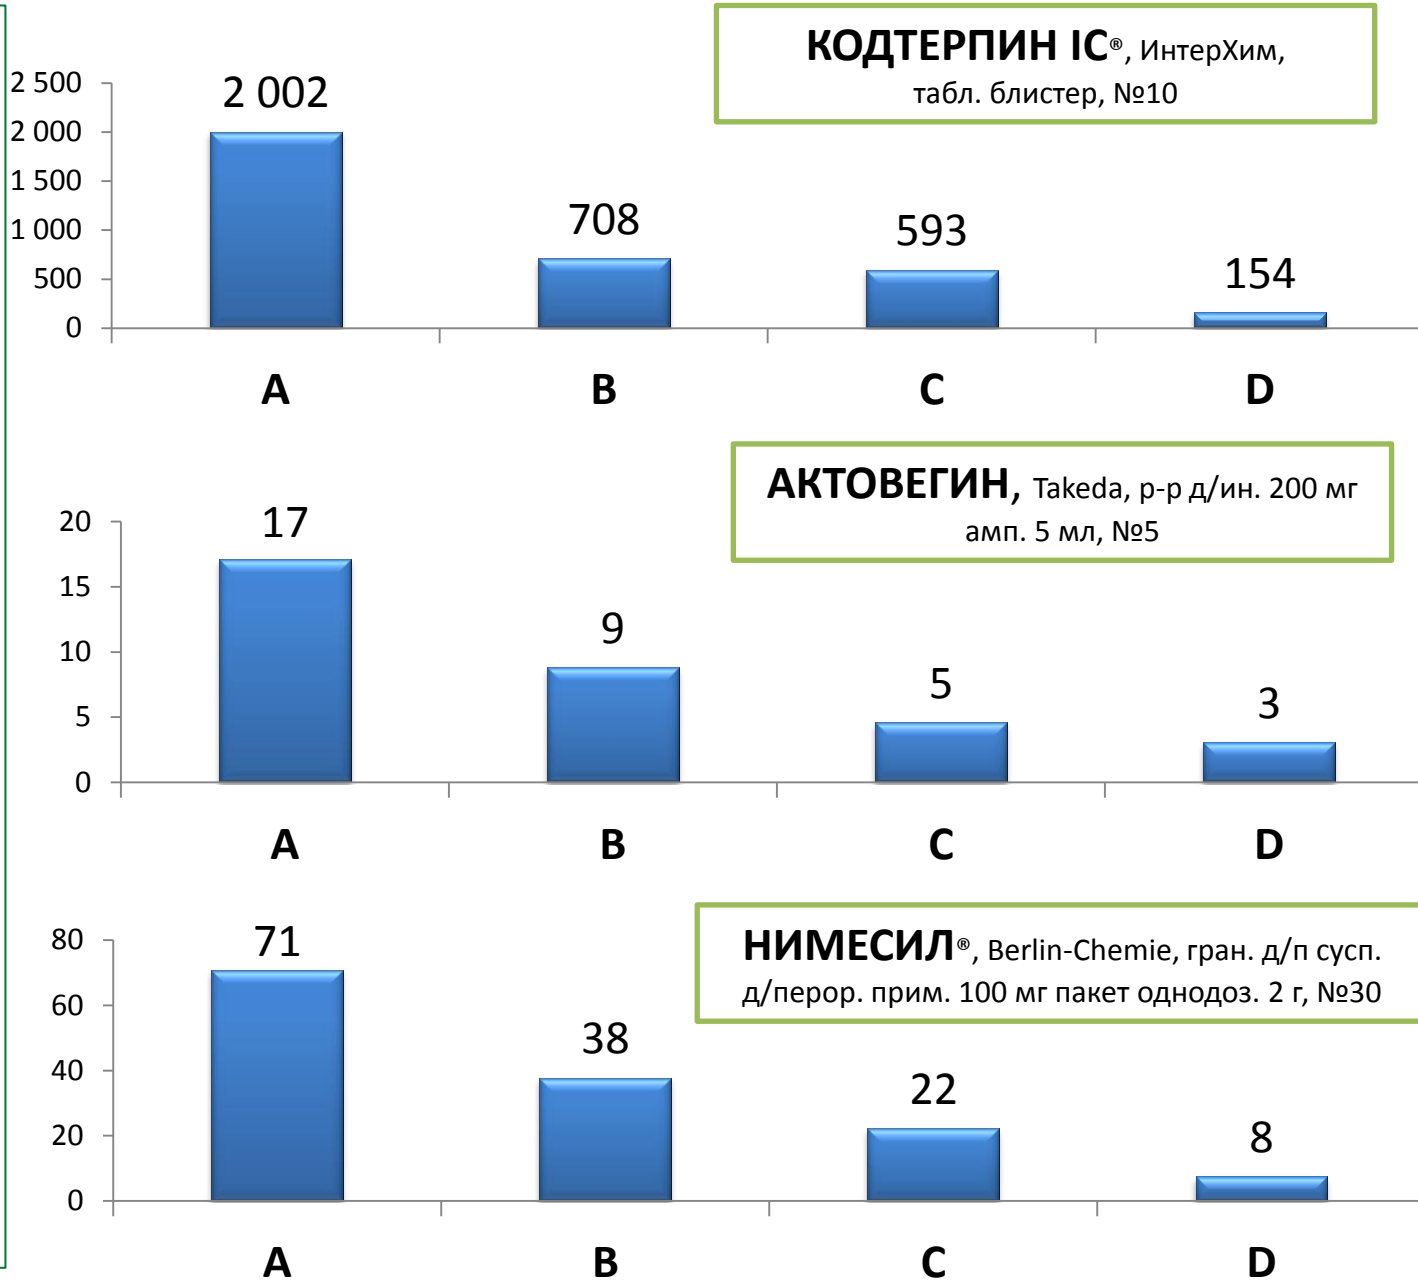 КОДТЕРПИН ІС®, ИнтерХим,
табл. блистер, №10
2 500
2 000
1 500
1 000
500
0
2 002
708
593
154
A
B
C
D
АКТОВЕГИН, Takeda, р-р д/ин. 200 мг
амп. 5 мл, №5
20
15
10
5
0
17
9
5
3
A
B
C
D
НИМЕСИЛ®, Berlin-Chemie, гран. д/п сусп.
д/перор. прим. 100 мг пакет однодоз. 2 г, №30
80
60
40
20
0
71
38
22
8
A
B
C
D